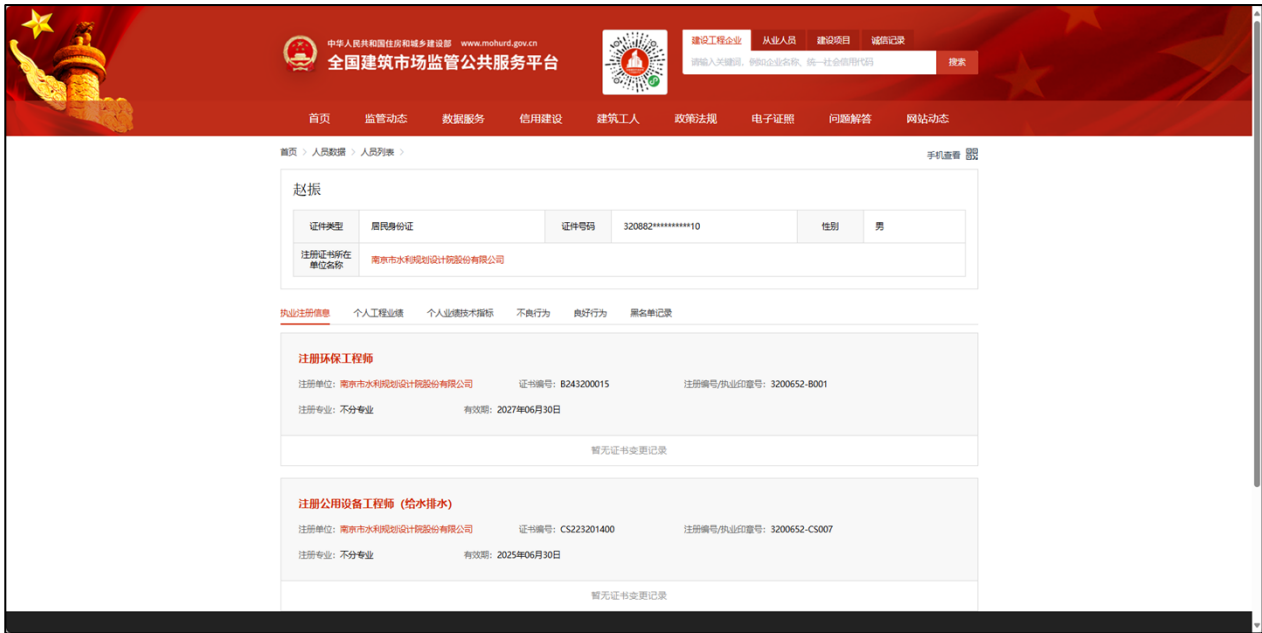 中华人民共和国住房和城乡建设部 www.mohurd.gov.cn
全国建筑市场监管公共服务平台
建设工程企业 从业人员 建设项目 诚信记录
请输入关键词，例如企业名称、统一社会信用代码 搜索
首页 监管动态 数据服务 信用建设 建筑工人 政策法规 电子证照 问题解答 网站动态
首页 > 人员数据 > 人员列表 >
手机查看
赵振
证件类型 居民身份证 证件号码 320882**********10 性别 男
注册证书所在
单位名称
南京市水利规划设计院股份有限公司
执业注册信息 个人工程业绩 个人业绩技术指标 不良行为 良好行为 黑名单记录
注册环保工程师
注册单位：南京市水利规划设计院股份有限公司 证书编号：B243200015 注册编号/执业印章号：3200652-B001
注册专业：不分专业 有效期：2027年06月30日
暂无证书变更记录
注册公用设备工程师（给水排水）
注册单位：南京市水利规划设计院股份有限公司 证书编号：CS223201400 注册编号/执业印章号：3200652-CS007
注册专业：不分专业 有效期：2025年06月30日
暂无证书变更记录